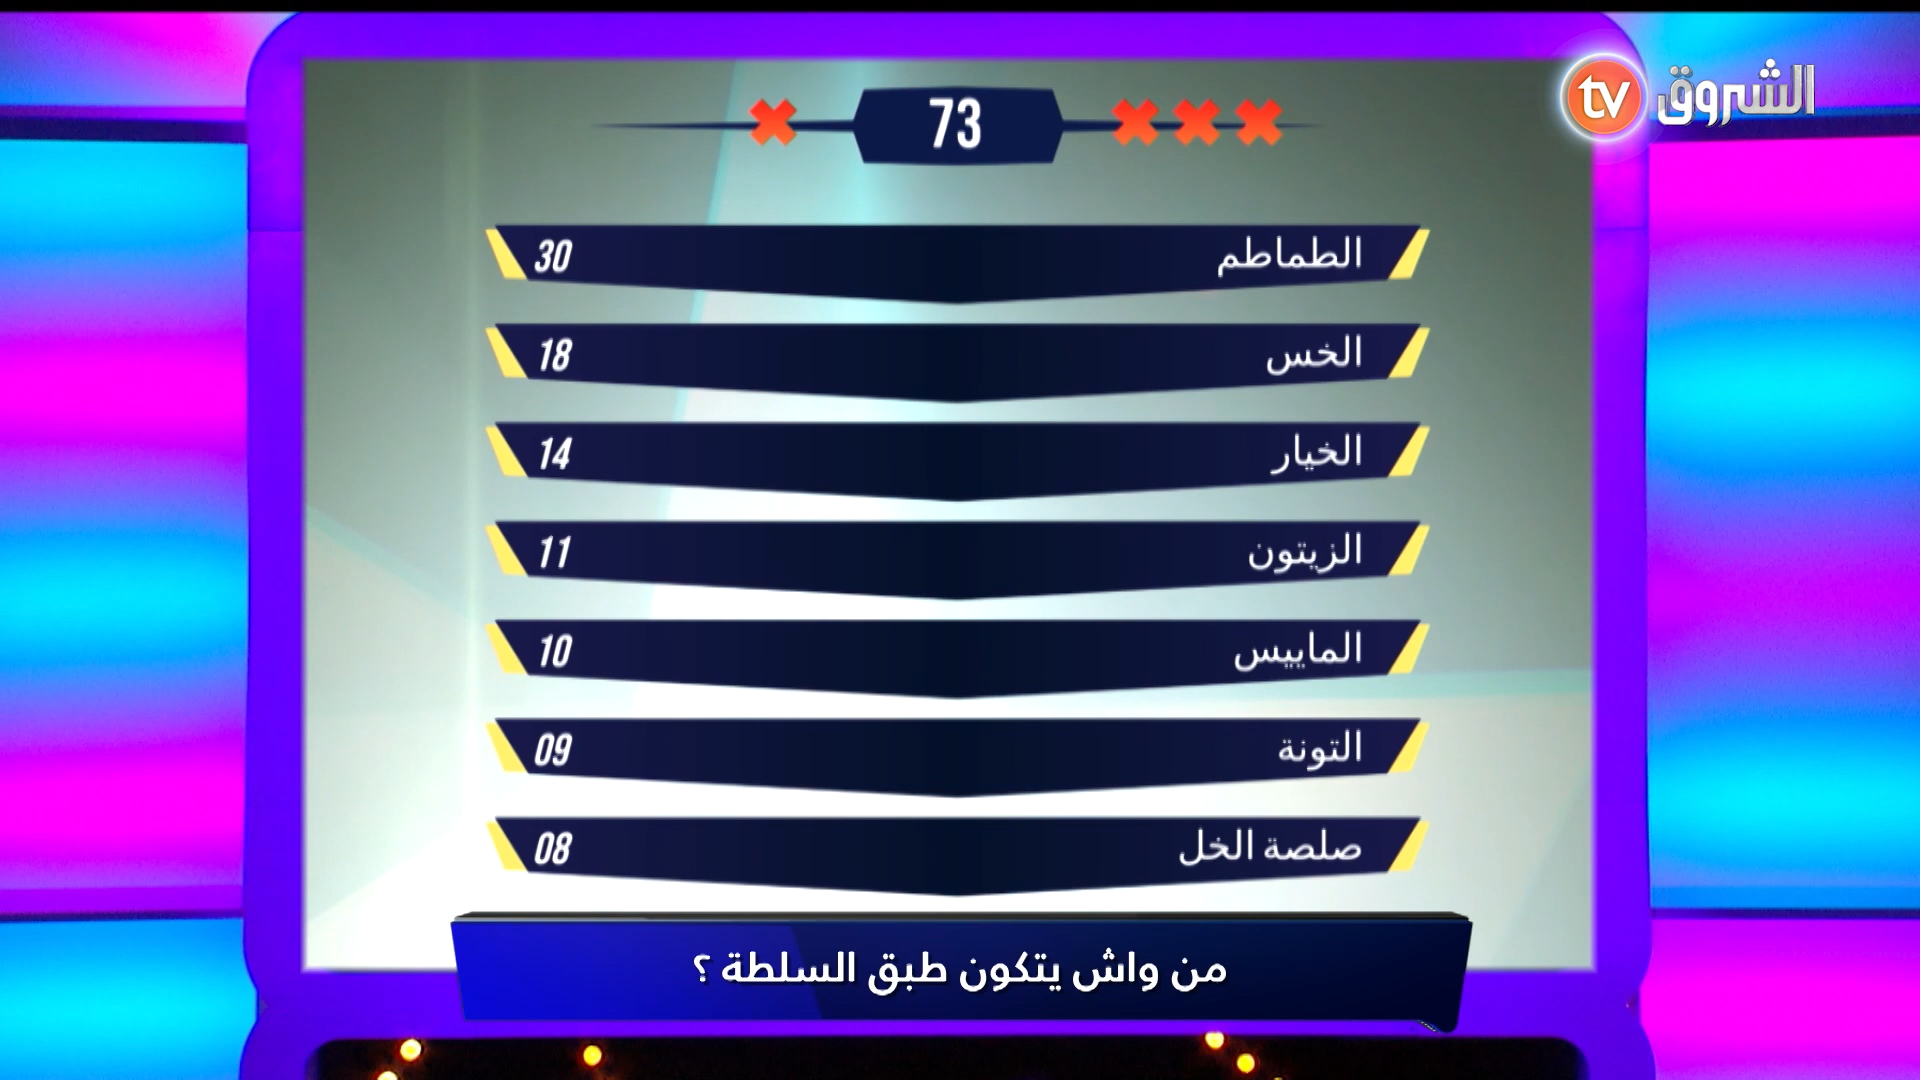 tv الشروق
73
الطماطم 30
الخس 18
الخيار 14
الزيتون 11
الماييس 10
التونة 09
صلصة الخل 08
من واش يتكون طبق السلطة ؟